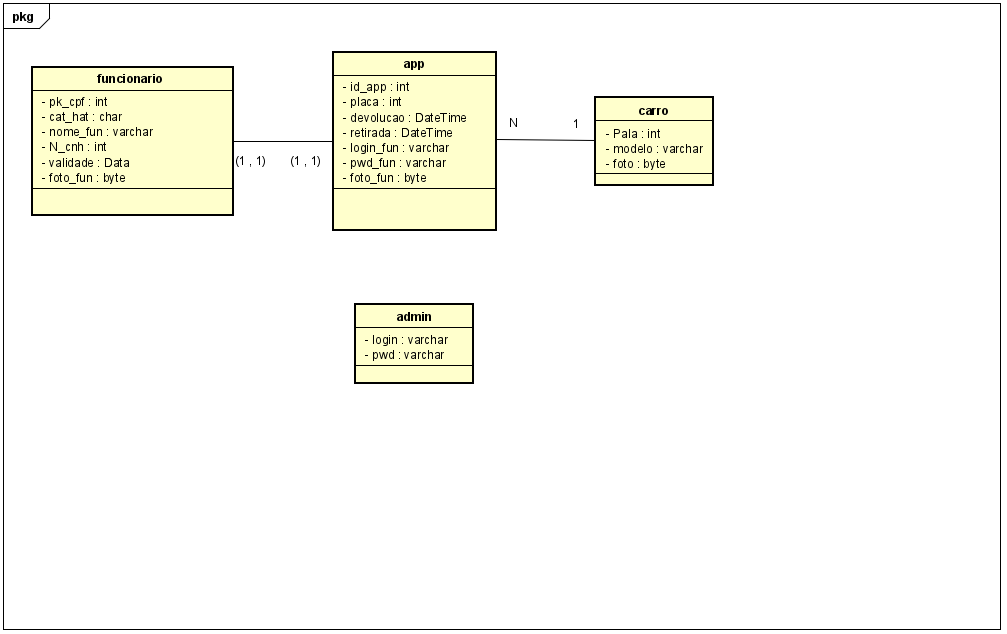 pkg
funcionario
- pk_cpf : int
- cat_hat : char
- nome_fun : varchar
- N_cnh : int
- validade : Data
- foto_fun : byte
(1 , 1)
(1 , 1)
app
- id_app : int
- placa : int
- devolucao : DateTime
- retirada : DateTime
- login_fun : varchar
- pwd_fun : varchar
- foto_fun : byte
N
1
carro
- Pala : int
- modelo : varchar
- foto : byte
admin
- login : varchar
- pwd : varchar